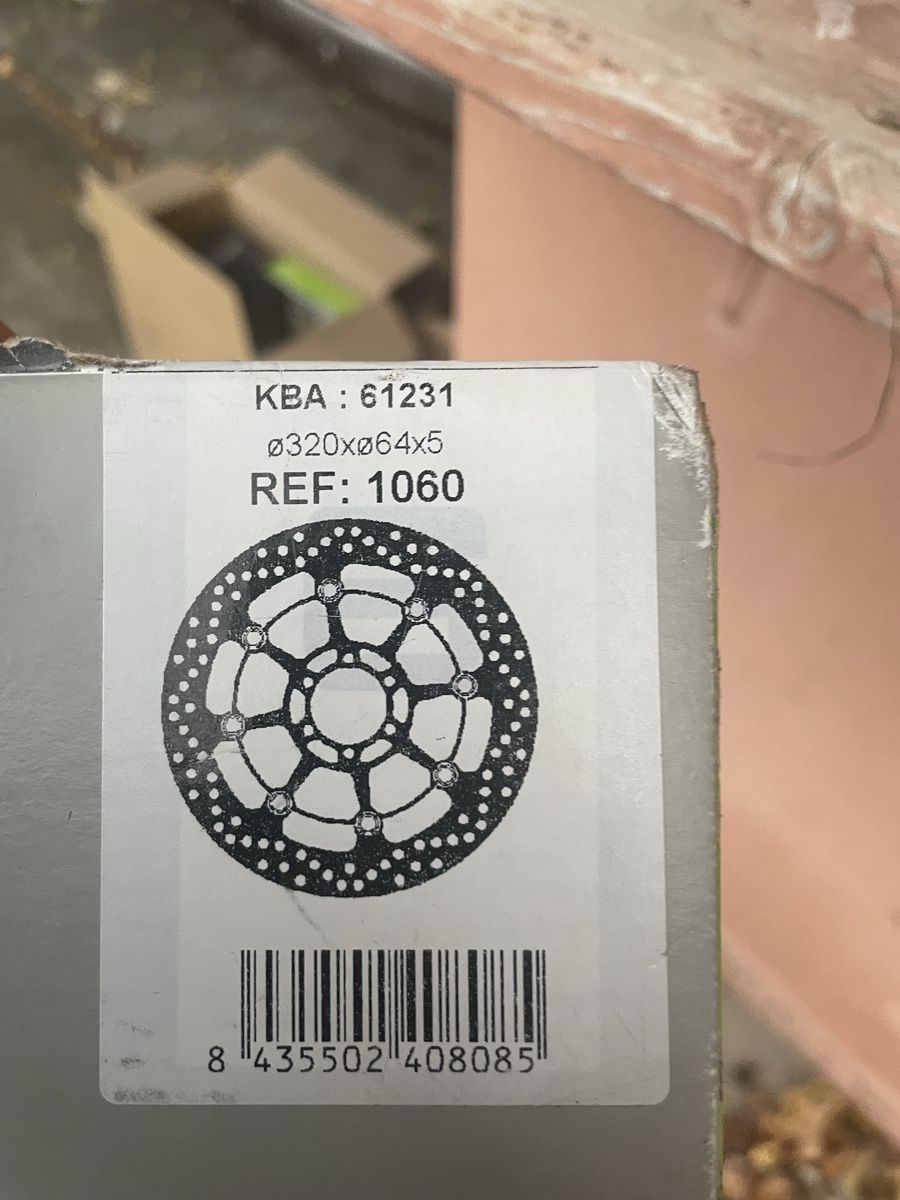 KBA : 61231
ø320xø64x5
REF: 1060
8 435502 408085